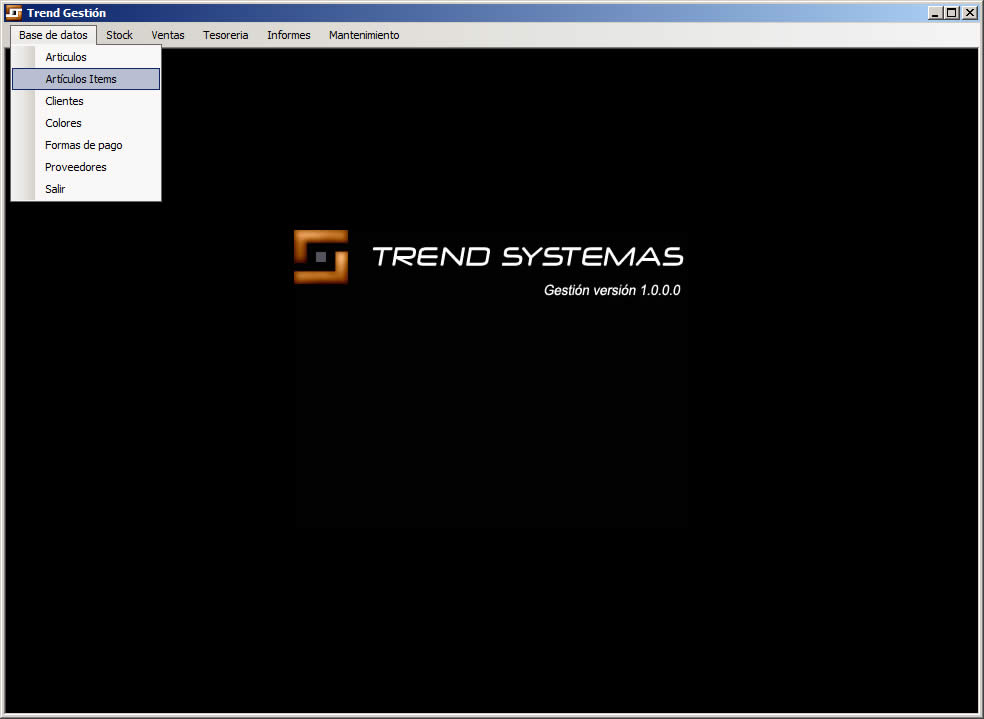 Trend Gestión
Base de datos Stock Ventas Tesoreria Informes Mantenimiento
Articulos
Artículos Items
Clientes
Colores
Formas de pago
Proveedores
Salir
TREND SYSTEMAS
Gestión versión 1.0.0.0